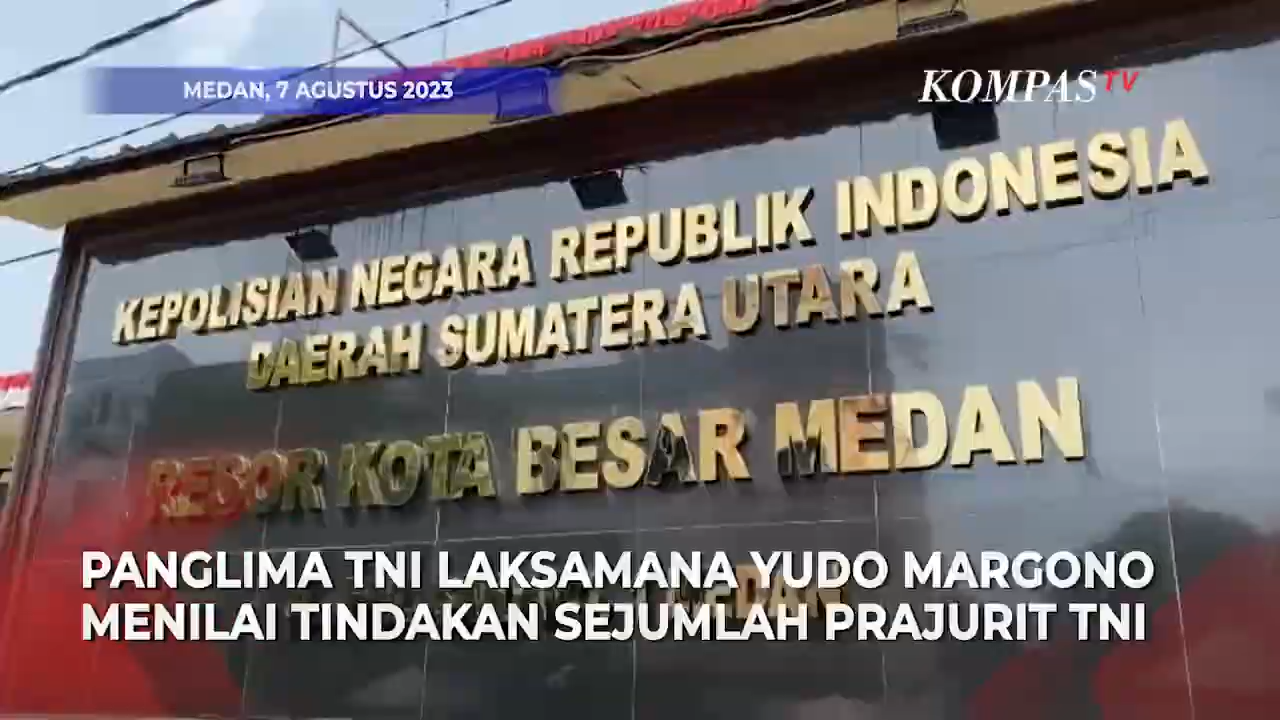 MEDAN, 7 AGUSTUS 2023
KOMPAS TV
KEPOLISIAN NEGARA REPUBLIK INDONESIA
DAERAH SUMATERA UTARA
RESOR KOTA BESAR MEDAN
PANGLIMA TNI LAKSAMANA YUDO MARGONO
MENILAI TINDAKAN SEJUMLAH PRAJURIT TNI